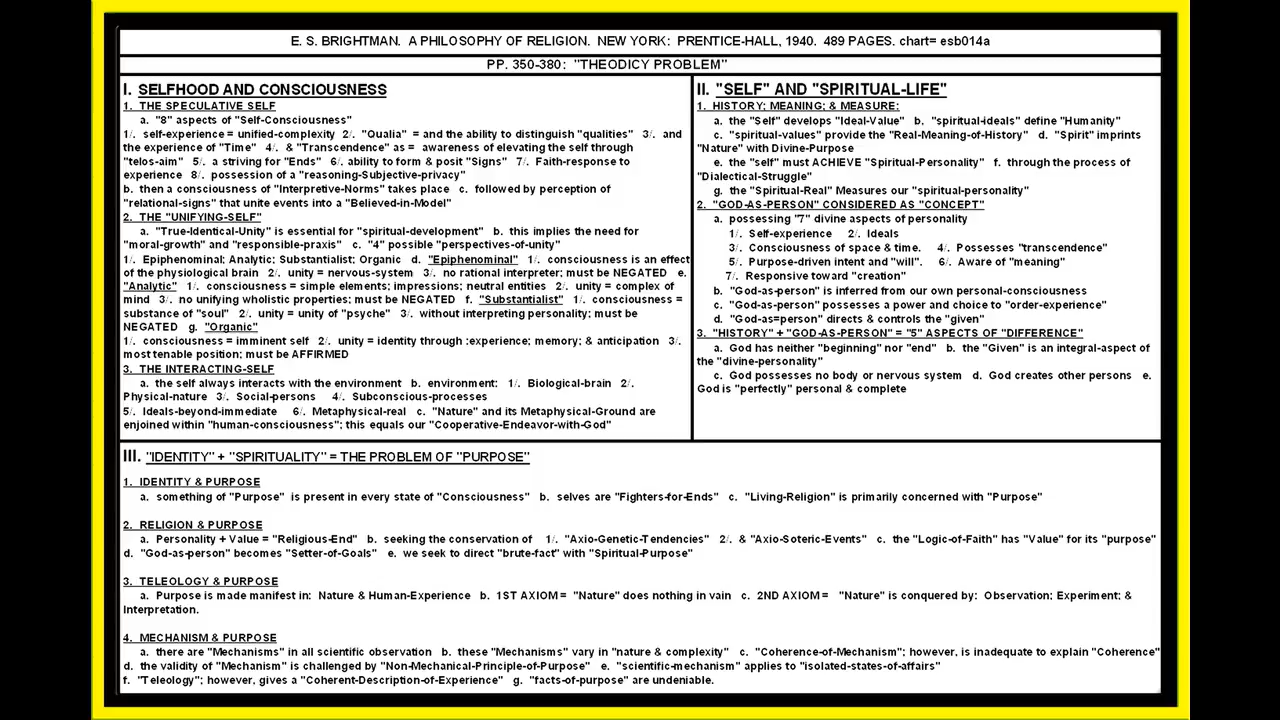 E. S. BRIGHTMAN. A PHILOSOPHY OF RELIGION. NEW YORK: PRENTICE-HALL, 1940. 489 PAGES. chart= esb014a
PP. 350-380: "THEODICY PROBLEM"
I. SELFHOOD AND CONSCIOUSNESS
1. THE SPECULATIVE SELF
a. "8" aspects of "Self-Consciousness"
1/. self-experience = unified-complexity 2/. "Oualia" = and the ability to distinguish "qualities" 3/. and
the experience of "Time" 4/. & "Transcendence" as = awareness of elevating the self through
"telos-aim" 5/. a striving for "Ends" 6/. ability to form & posit "Signs" 7/. Faith-response to
experience 8/. possession of a "reasoning-Subjective-privacy"
b. then a consciousness of "Interpretive-Norms" takes place c. followed by perception of
"relational-signs" that unite events into a "Believed-in-Model"
2. THE "UNIFYING-SELF"
a. "True-Identical-Unity" is essential for "spiritual-development" b. this implies the need for
"moral-growth" and "responsible-praxis" c. "4" possible "perspectives-of-unity"
1/. Epiphenominal; Analytic; Substantialist; Organic d. "Epiphenominal" 1/. consciousness is an effect
of the physiological brain 2/. unity = nervous-system 3/. no rational interpreter; must be NEGATED e.
"Analytic" 1/. consciousness = simple elements; impressions; neutral entities 2/. unity = complex of
mind 3/. no unifying wholistic properties; must be NEGATED f. "Substantialist" 1/. consciousness =
substance of "soul" 2/. unity = unity of "psyche" 3/. without interpreting personality; must be
NEGATED g. "Organic"
1/. consciousness = imminent self 2/. unity = identity through :experience; memory; & anticipation 3/.
most tenable position; must be AFFIRMED
3. THE INTERACTING-SELF
a. the self always interacts with the environment b. environment: 1/. Biological-brain 2/.
Physical-nature 3/. Social-persons 4/. Subconscious-processes
5/. Ideals-beyond-immediate 6/. Metaphysical-real c. "Nature" and its Metaphysical-Ground are
enjoined within "human-consciousness"; this equals our "Cooperative-Endeavor-with-God"
II. "SELF" AND "SPIRITUAL-LIFE"
1. HISTORY; MEANING; & MEASURE:
a. the "Self" develops "Ideal-Value" b. "spiritual-ideals" define "Humanity"
c. "spiritual-values" provide the "Real-Meaning-of-History" d. "Spirit" imprints
"Nature" with Divine-Purpose
e. the "self" must ACHIEVE "Spiritual-Personality" f. through the process of
"Dialectical-Struggle"
g. the "Spiritual-Real" Measures our "spiritual-personality"
2. "GOD-AS-PERSON" CONSIDERED AS "CONCEPT"
a. possessing "7" divine aspects of personality
1/. Self-experience 2/. Ideals
3/. Consciousness of space & time. 4/. Possesses "transcendence"
5/. Purpose-driven intent and "will". 6/. Aware of "meaning"
7/. Responsive toward "creation"
b. "God-as-person" is inferred from our own personal-consciousness
c. "God-as-person" possesses a power and choice to "order-experience"
d. "God-as=person" directs & controls the "given"
3. "HISTORY" + "GOD-AS-PERSON" = "5" ASPECTS OF "DIFFERENCE"
a. God has neither "beginning" nor "end" b. the "Given" is an integral-aspect of
the "divine-personality"
c. God possesses no body or nervous system d. God creates other persons e.
God is "perfectly" personal & complete
III. "IDENTITY" + "SPIRITUALITY" = THE PROBLEM OF "PURPOSE"
1. IDENTITY & PURPOSE
a. something of "Purpose" is present in every state of "Consciousness" b. selves are "Fighters-for-Ends" c. "Living-Religion" is primarily concerned with "Purpose"
2. RELIGION & PURPOSE
a. Personality + Value = "Religious-End" b. seeking the conservation of 1/. "Axio-Genetic-Tendencies" 2/. & "Axio-Soteric-Events" c. the "Logic-of-Faith" has "Value" for its "purpose"
d. "God-as-person" becomes "Setter-of-Goals" e. we seek to direct "brute-fact" with "Spiritual-Purpose"
3. TELEOLOGY & PURPOSE
a. Purpose is made manifest in: Nature & Human-Experience b. 1ST AXIOM = "Nature" does nothing in vain c. 2ND AXIOM = "Nature" is conquered by: Observation; Experiment; &
Interpretation.
4. MECHANISM & PURPOSE
a. there are "Mechanisms" in all scientific observation b. these "Mechanisms" vary in "nature & complexity" c. "Coherence-of-Mechanism"; however, is inadequate to explain "Coherence"
d. the validity of "Mechanism" is challenged by "Non-Mechanical-Principle-of-Purpose" e. "scientific-mechanism" applies to "isolated-states-of-affairs"
f. "Teleology"; however, gives a "Coherent-Description-of-Experience" g. "facts-of-purpose" are undeniable.